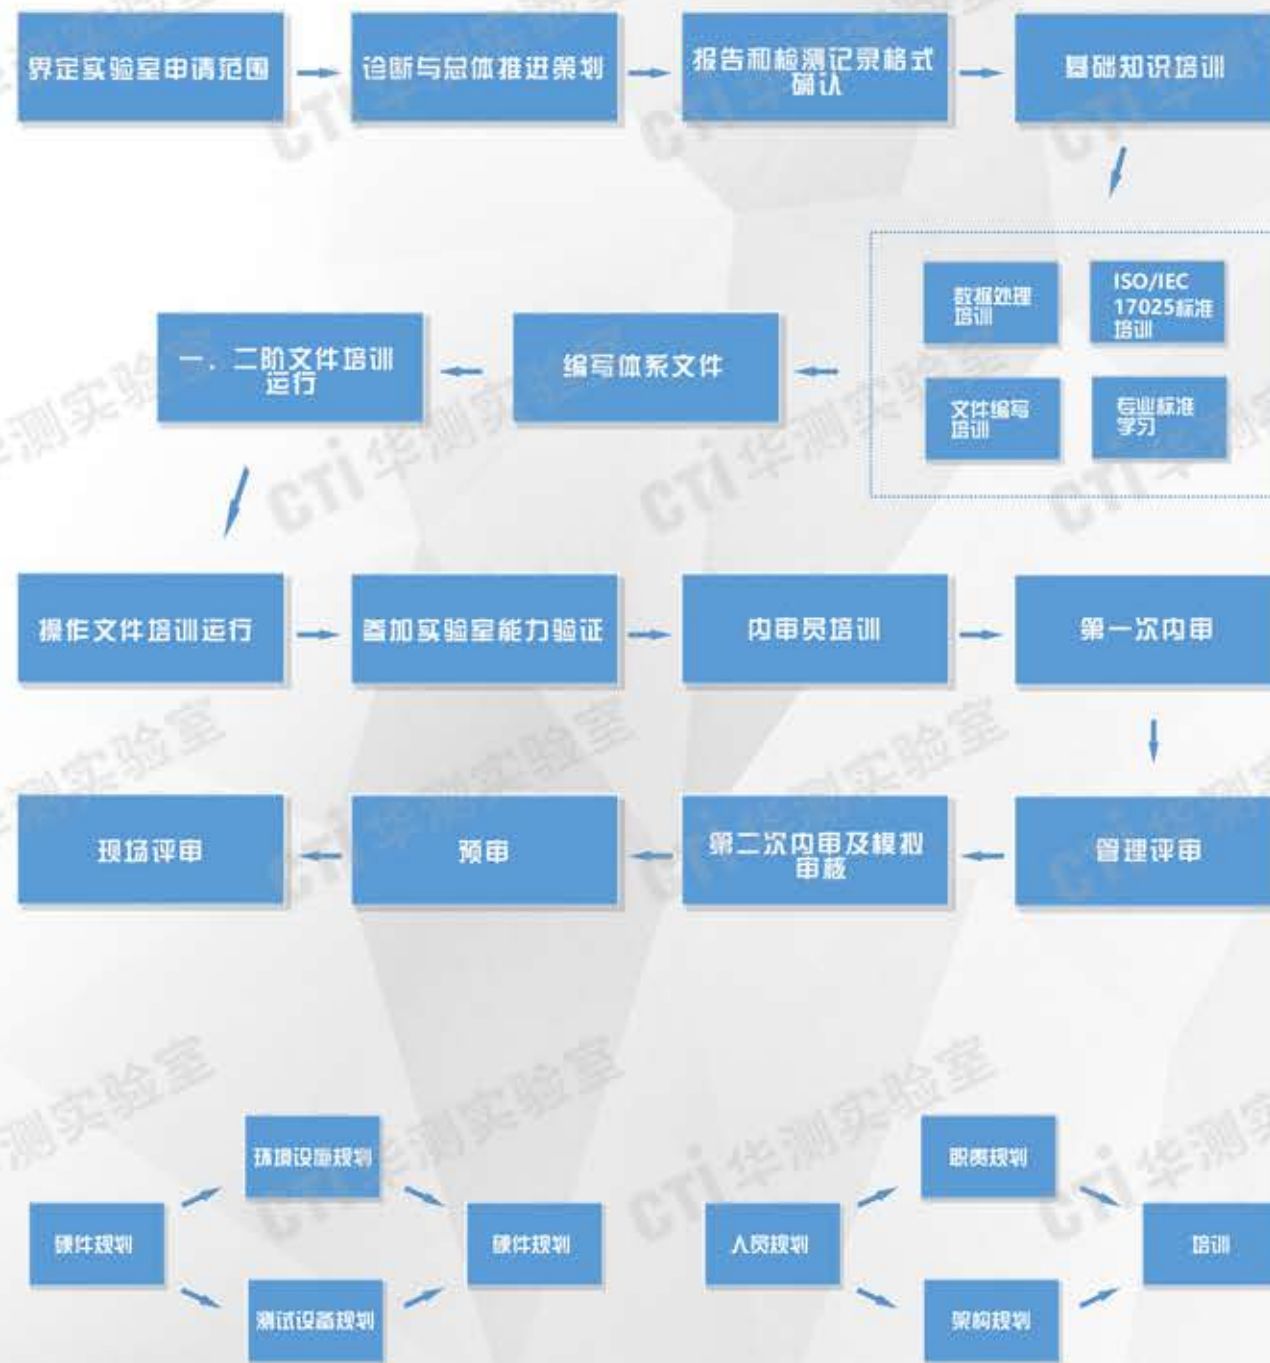 界定实验室申请范围
诊断与总体推进策划
报告和检测记录格式
确认
基础知识培训
数据处理
培训
ISO/IEC
17025标准
培训
文件编写
培训
专业标准
学习
编写体系文件
一、二阶文件培训
运行
操作文件培训运行
参加实验室能力验证
内审员培训
第一次内审
管理评审
第二次内审及模拟
审核
预审
现场评审
硬件规划
环境设施规划
测试设备规划
硬件规划
人员规划
职责规划
架构规划
培训
CTI华测实验室